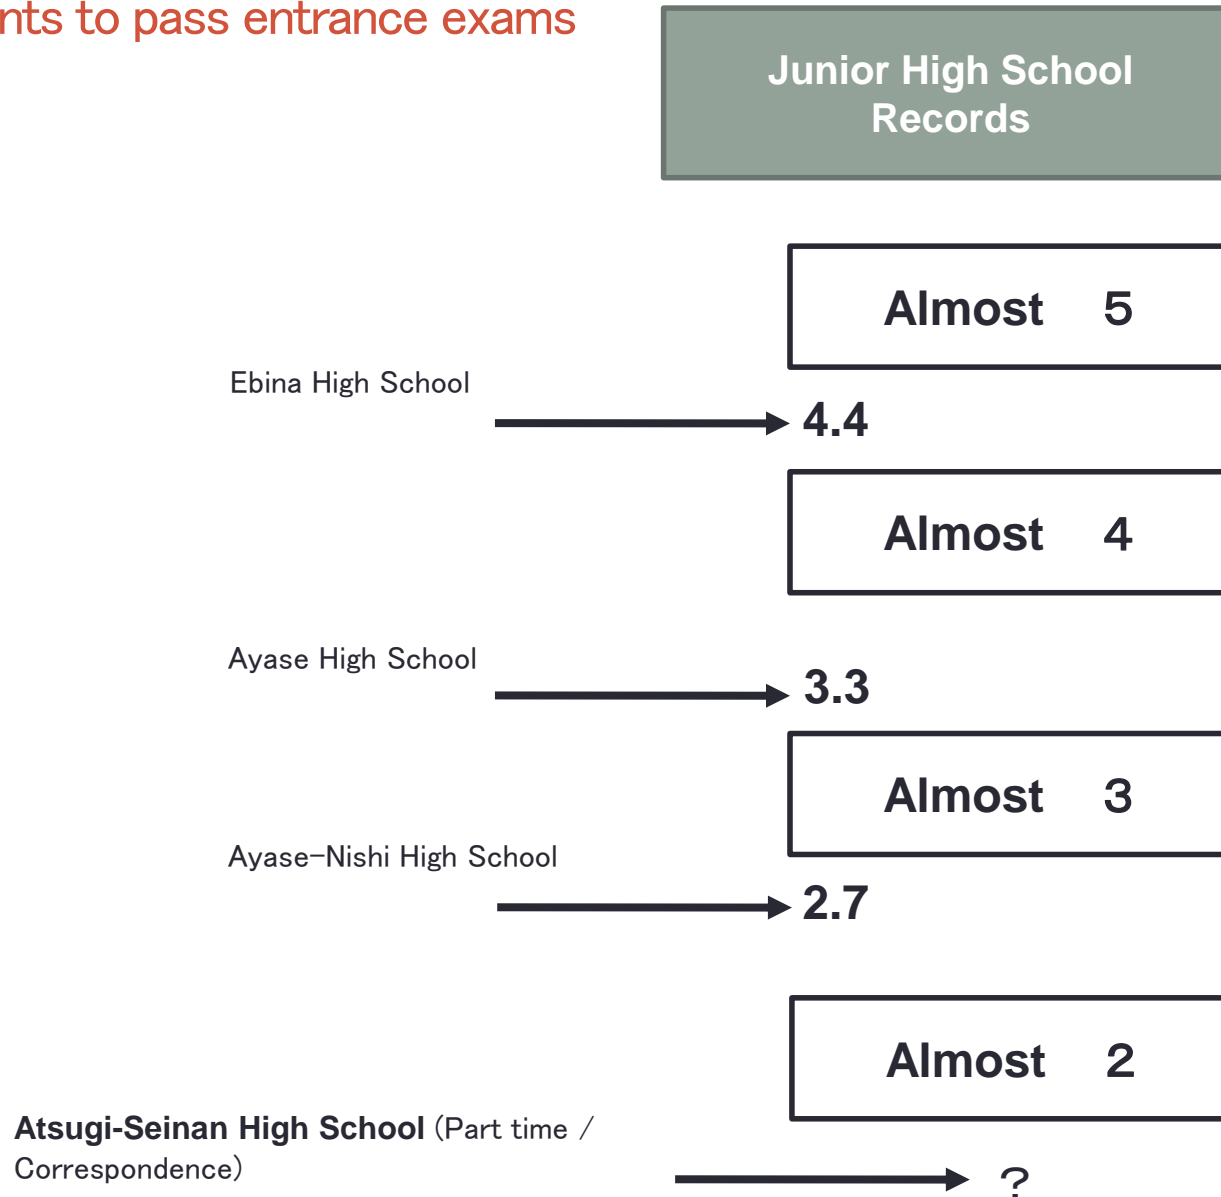 nts to pass entrance exams
Junior High School
Records
Almost 5
Ebina High School
4.4
Almost 4
Ayase High School
3.3
Almost 3
Ayase-Nishi High School
2.7
Almost 2
Atsugi-Seinan High School (Part time /
Correspondence)
?